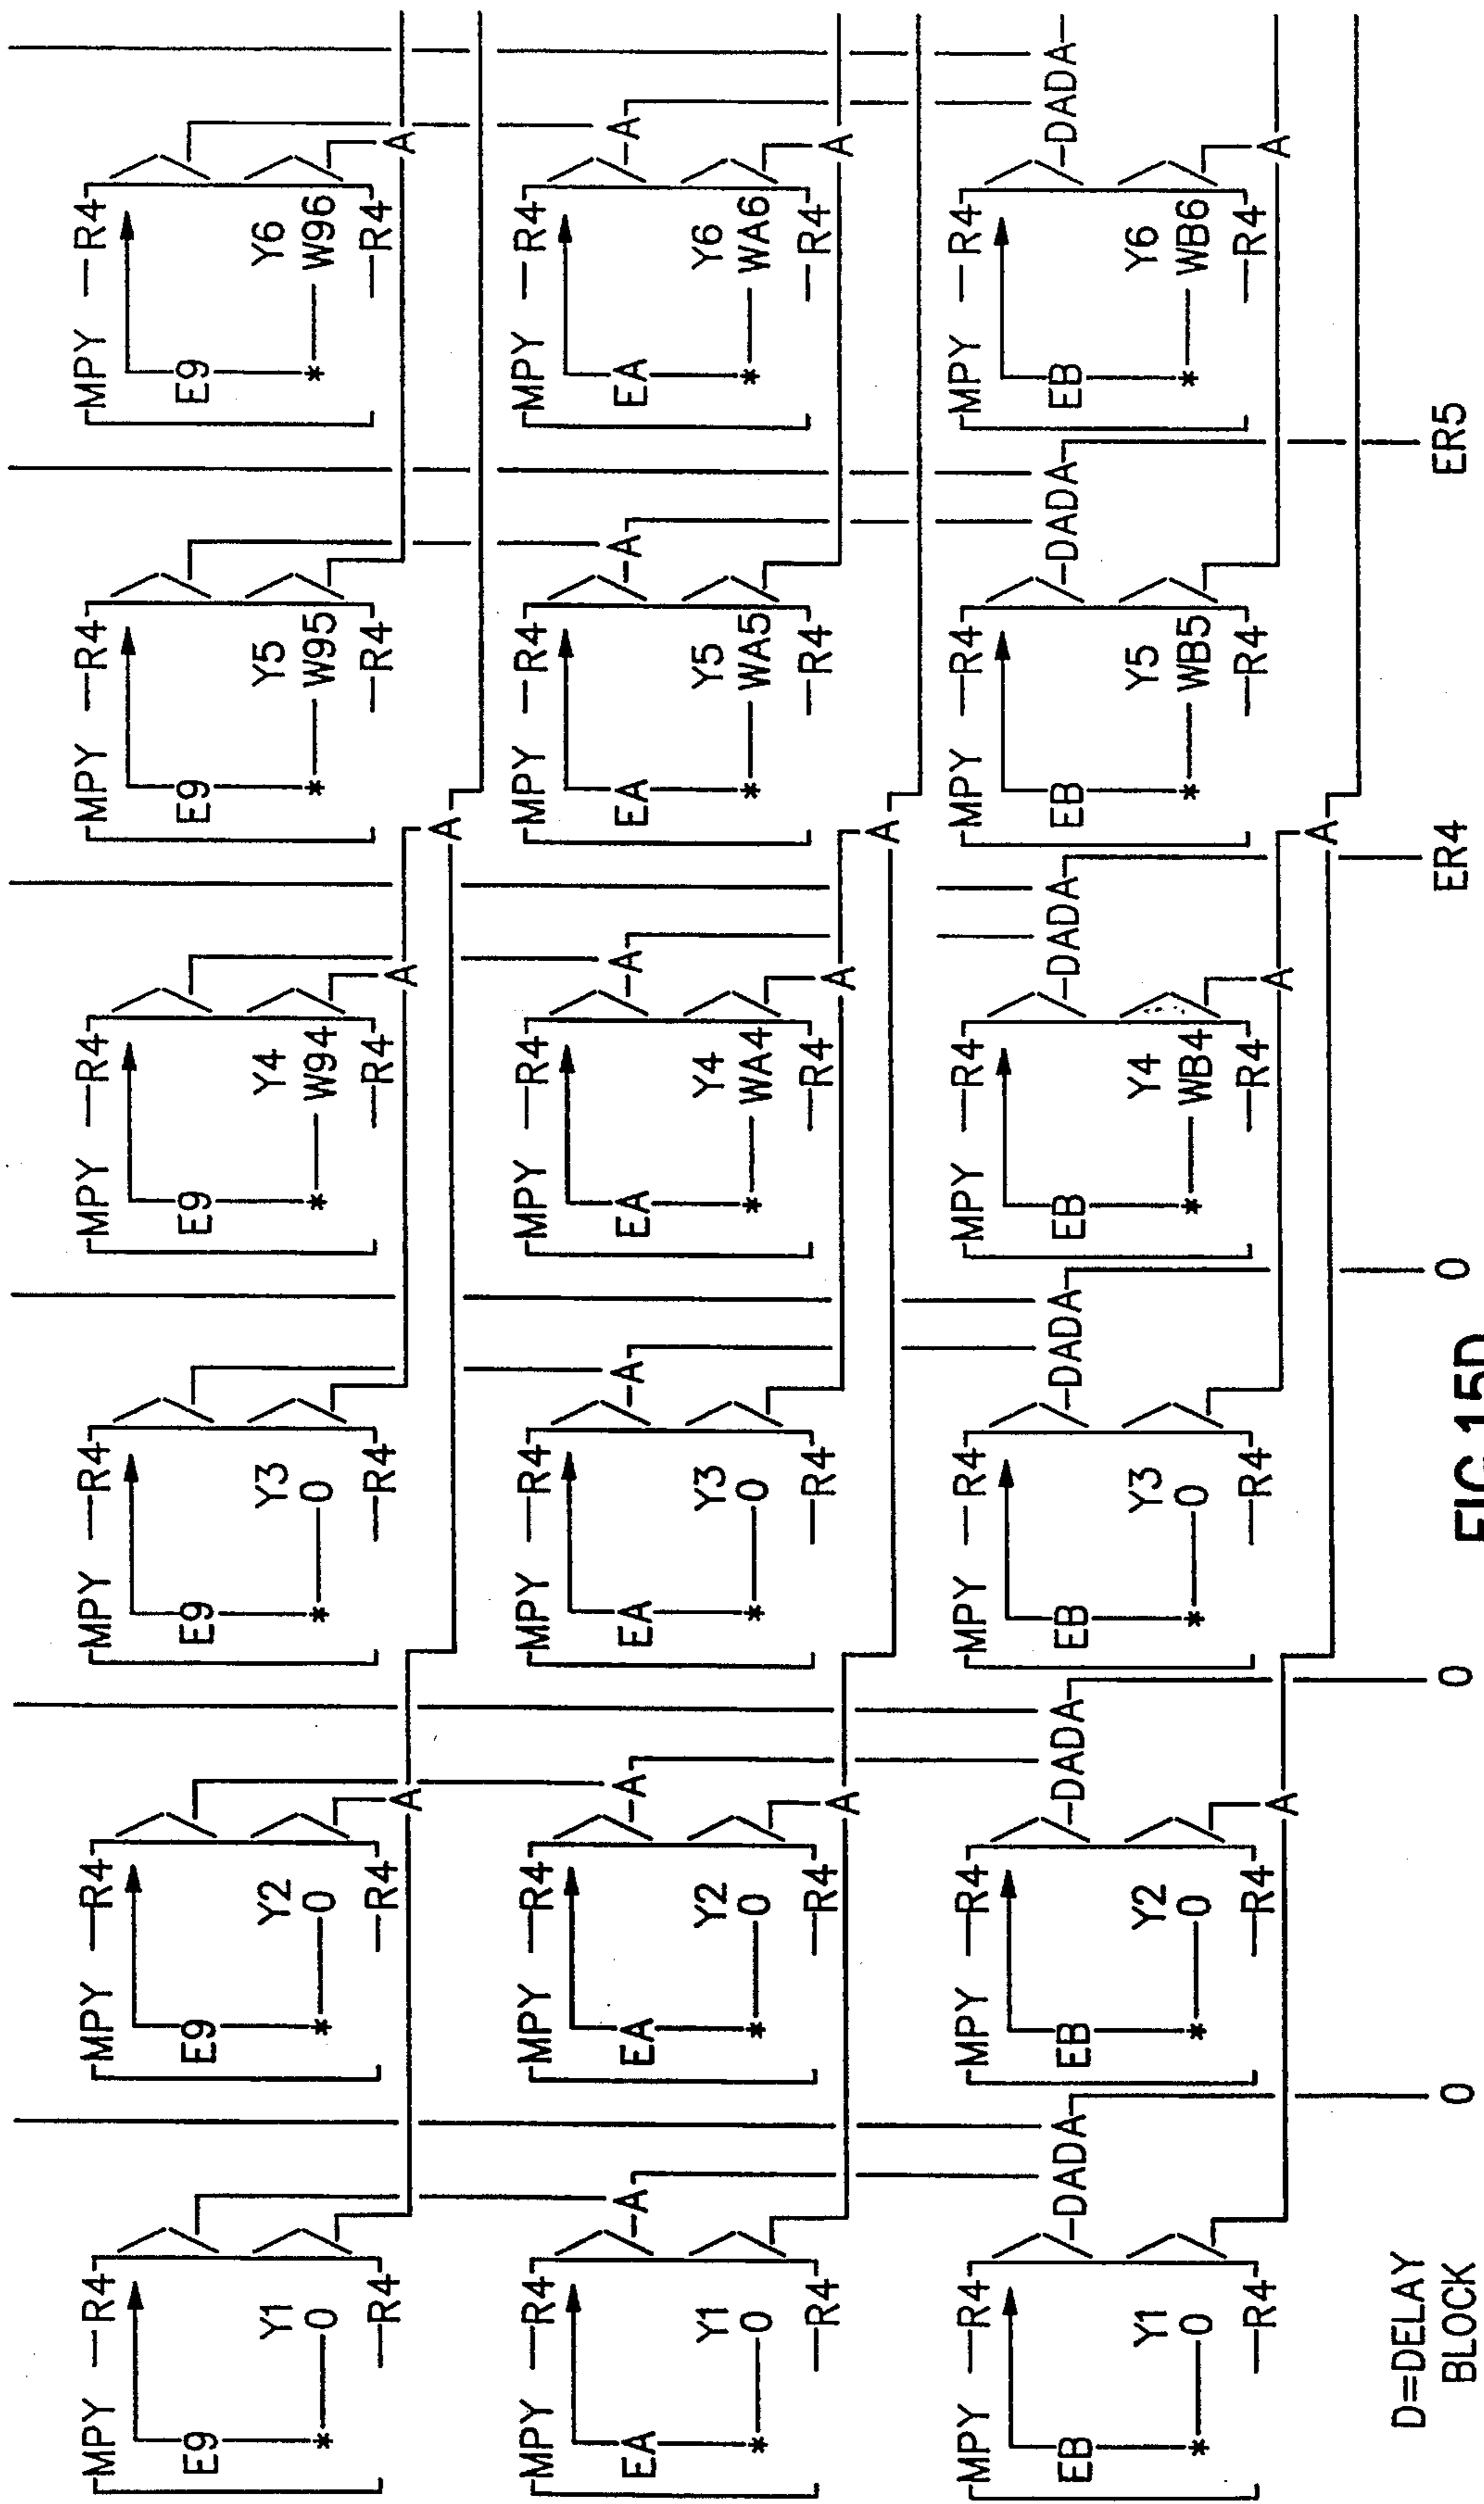 MPY R4 MPY R4 MPY R4 MPY R4 MPY R4 MPY R4
E9 E9 E9 E9 E9 E9
Y1 Y2 Y3 Y4 Y5 Y6
* 0 * 0 * 0 * W94 * W95 * W96
R4 R4 R4 R4 R4 R4
A A A
A
MPY R4 MPY R4 MPY R4 MPY R4 MPY R4 MPY R4
EA A EA A EA A EA A EA A EA A
Y1 Y2 Y3 Y4 Y5 Y6
* 0 * 0 * 0 * WA4 * WA5 * WA6
R4 R4 R4 R4 R4 R4
A A A
A
MPY R4 MPY R4 MPY R4 MPY R4 MPY R4 MPY R4
EB DADA EB DADA EB DADA EB DADA EB DADA EB DADA
Y1 Y2 Y3 Y4 Y5 Y6
* 0 * 0 * 0 * WB4 * WB5 * WB6
R4 R4 R4 R4 R4 R4
A A A
A
D=DELAY
BLOCK 0 0 0 ER4 ER5
FIG.15D